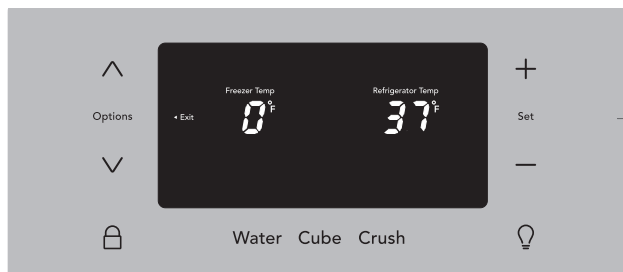 Freezer Temp Refrigerator Temp
Options ◂ Exit 0°F 37°F Set
Water Cube Crush